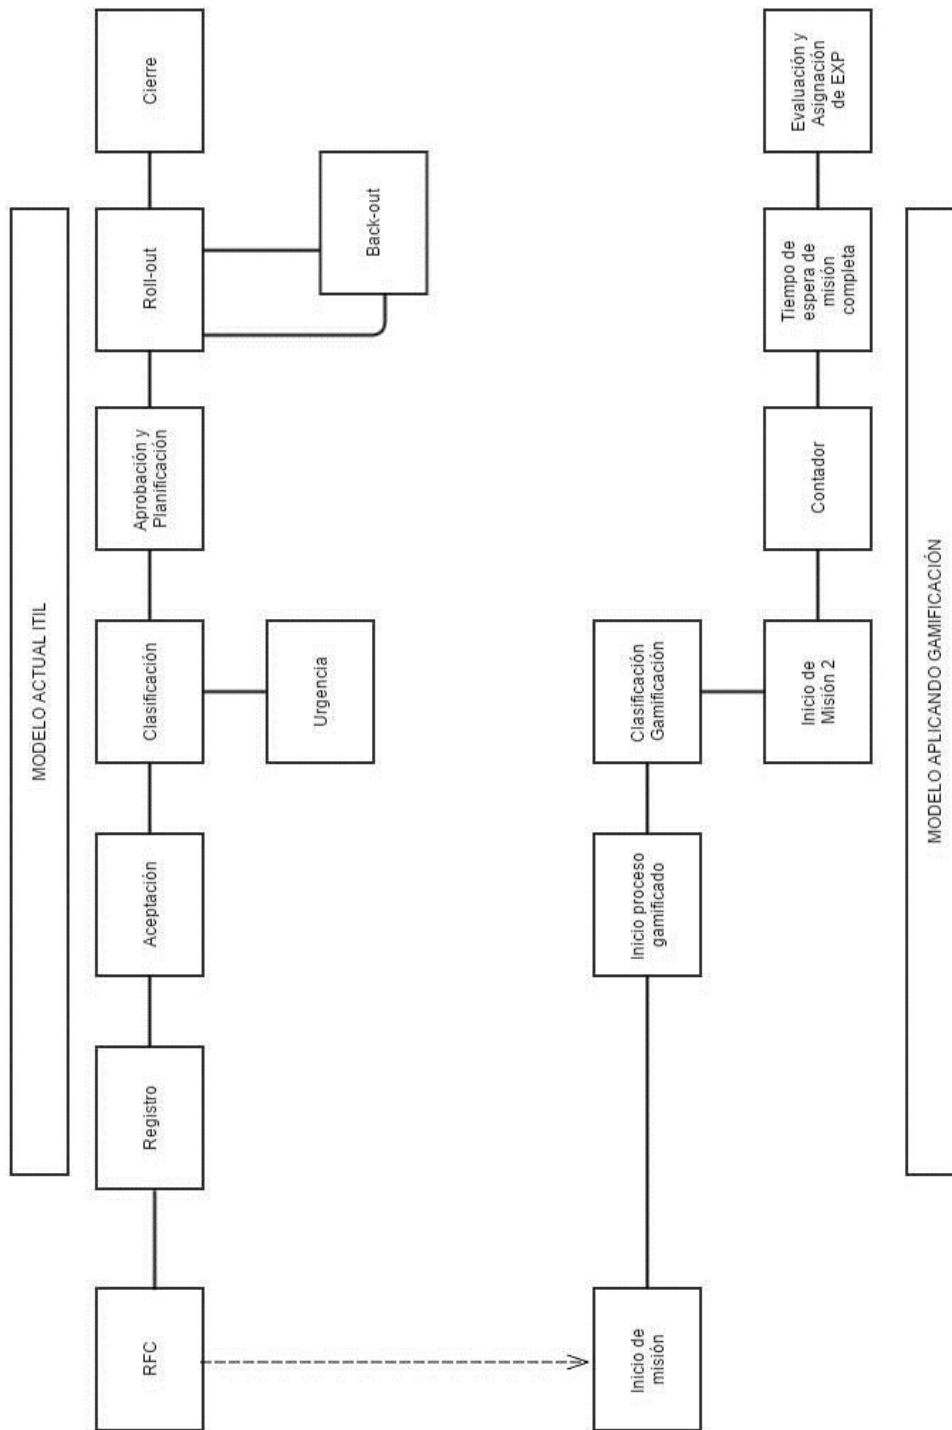 MODELO ACTUAL ITIL
RFC
Registro
Aceptación
Clasificación
Aprobación y
Planificación
Roll-out
Cierre
Urgencia
Back-out
Inicio de
misión
Inicio proceso
gamificado
Clasificación
Gamificación
Inicio de
Misión 2
Contador
Tiempo de
espera de
misión
completa
Evaluación y
Asignación
de EXP
MODELO APLICANDO GAMIFICACIÓN